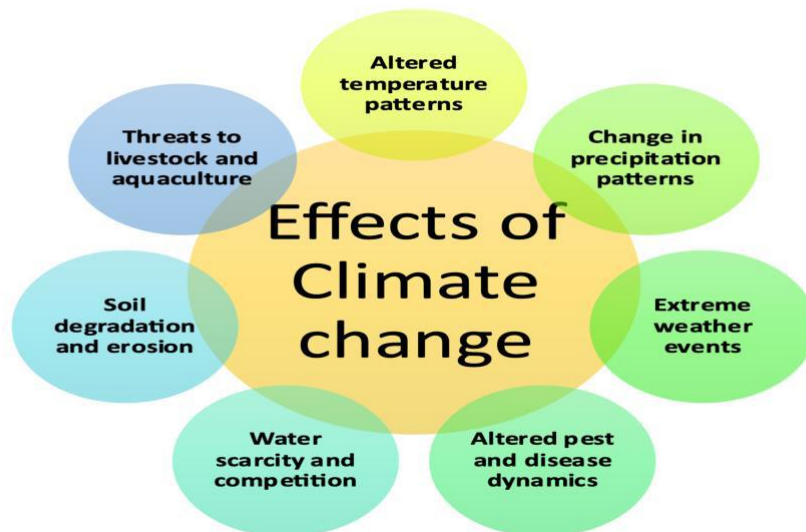 Altered
temperature
patterns
Change in
precipitation
patterns
Extreme
weather
events
Altered pest
and disease
dynamics
Water
scarcity and
competition
Soil
degradation
and erosion
Threats to
livestock and
aquaculture
Effects of
Climate
change